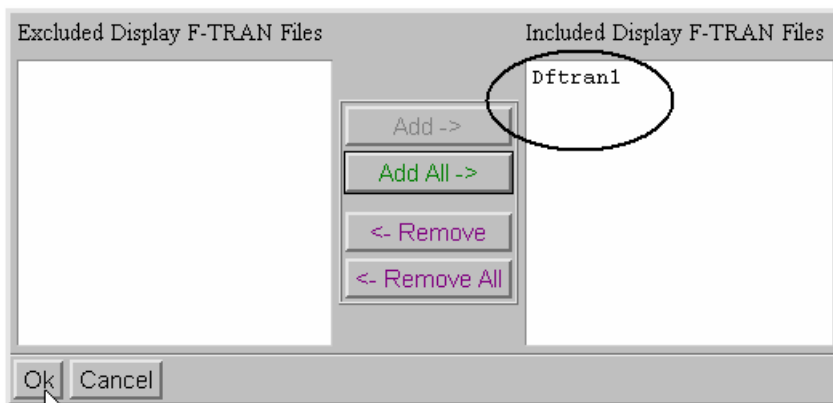 Excluded Display F-TRAN Files
Included Display F-TRAN Files
Dftran1
Add ->
Add All ->
<- Remove
<- Remove All
Ok
Cancel